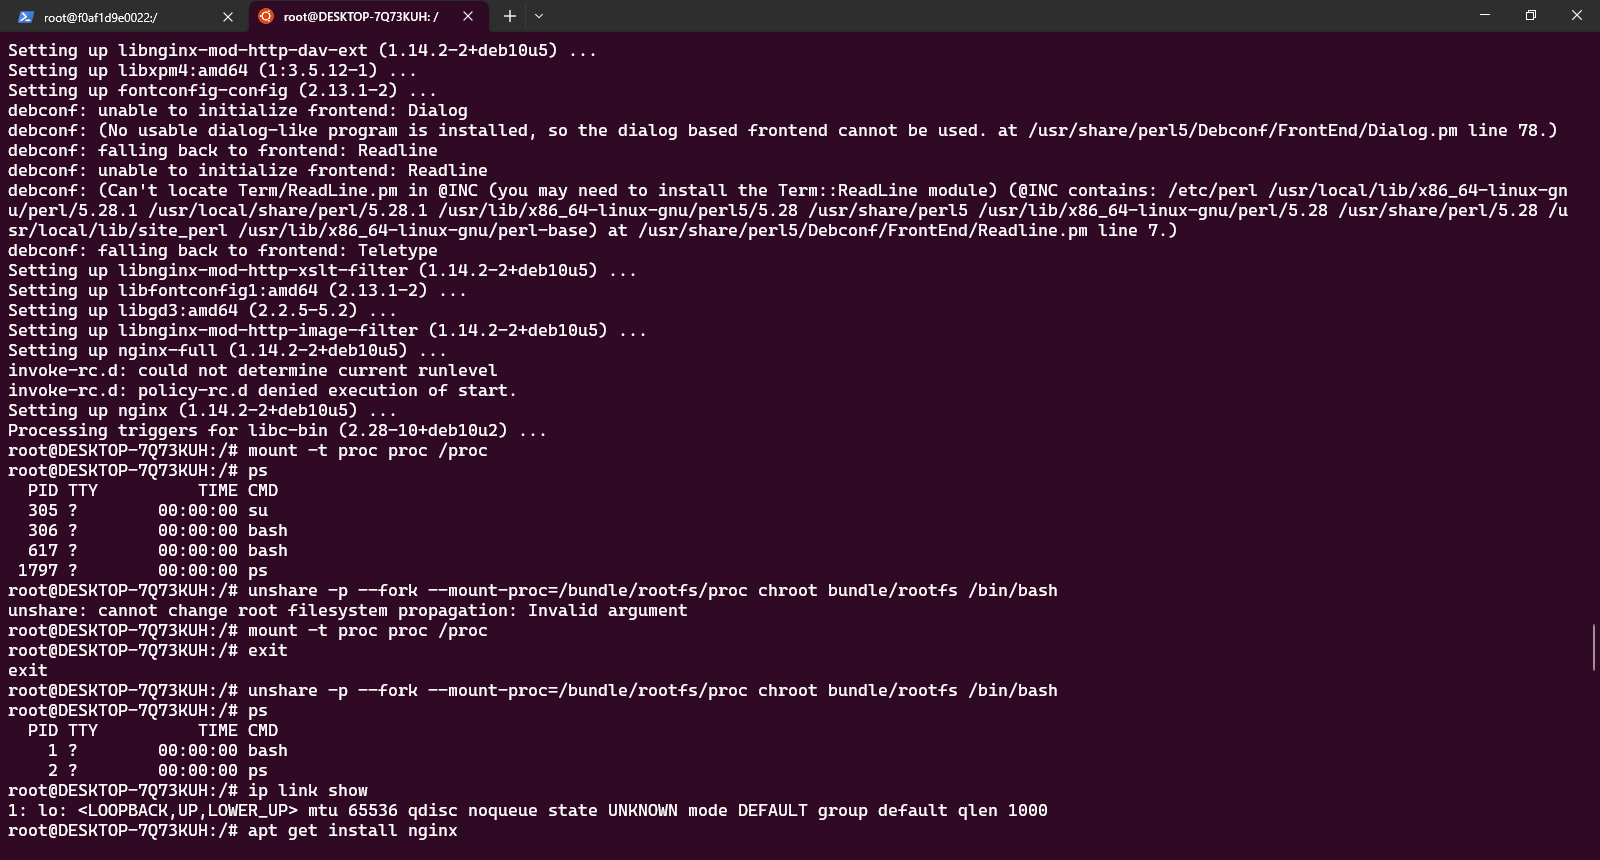 root@f0af1d9e0022:/
root@DESKTOP-7Q73KUH: /
Setting up libnginx-mod-http-dav-ext (1.14.2-2+deb10u5) ...
Setting up libxpm4:amd64 (1:3.5.12-1) ...
Setting up fontconfig-config (2.13.1-2) ...
debconf: unable to initialize frontend: Dialog
debconf: (No usable dialog-like program is installed, so the dialog based frontend cannot be used. at /usr/share/perl5/Debconf/FrontEnd/Dialog.pm line 78.)
debconf: falling back to frontend: Readline
debconf: unable to initialize frontend: Readline
debconf: (Can't locate Term/ReadLine.pm in @INC (you may need to install the Term::ReadLine module) (@INC contains: /etc/perl /usr/local/lib/x86_64-linux-gn
u/perl/5.28.1 /usr/local/share/perl/5.28.1 /usr/lib/x86_64-linux-gnu/perl5/5.28 /usr/share/perl5 /usr/lib/x86_64-linux-gnu/perl/5.28 /usr/share/perl/5.28 /u
sr/local/lib/site_perl /usr/lib/x86_64-linux-gnu/perl-base) at /usr/share/perl5/Debconf/FrontEnd/Readline.pm line 7.)
debconf: falling back to frontend: Teletype
Setting up libnginx-mod-http-xslt-filter (1.14.2-2+deb10u5) ...
Setting up libfontconfig1:amd64 (2.13.1-2) ...
Setting up libgd3:amd64 (2.2.5-5.2) ...
Setting up libnginx-mod-http-image-filter (1.14.2-2+deb10u5) ...
Setting up nginx-full (1.14.2-2+deb10u5) ...
invoke-rc.d: could not determine current runlevel
invoke-rc.d: policy-rc.d denied execution of start.
Setting up nginx (1.14.2-2+deb10u5) ...
Processing triggers for libc-bin (2.28-10+deb10u2) ...
root@DESKTOP-7Q73KUH:/# mount -t proc proc /proc
root@DESKTOP-7Q73KUH:/# ps
  PID TTY          TIME CMD
  305 ?        00:00:00 su
  306 ?        00:00:00 bash
  617 ?        00:00:00 bash
 1797 ?        00:00:00 ps
root@DESKTOP-7Q73KUH:/# unshare -p --fork --mount-proc=/bundle/rootfs/proc chroot bundle/rootfs /bin/bash
unshare: cannot change root filesystem propagation: Invalid argument
root@DESKTOP-7Q73KUH:/# mount -t proc proc /proc
root@DESKTOP-7Q73KUH:/# exit
exit
root@DESKTOP-7Q73KUH:/# unshare -p --fork --mount-proc=/bundle/rootfs/proc chroot bundle/rootfs /bin/bash
root@DESKTOP-7Q73KUH:/# ps
  PID TTY          TIME CMD
    1 ?        00:00:00 bash
    2 ?        00:00:00 ps
root@DESKTOP-7Q73KUH:/# ip link show
1: lo: <LOOPBACK,UP,LOWER_UP> mtu 65536 qdisc noqueue state UNKNOWN mode DEFAULT group default qlen 1000
root@DESKTOP-7Q73KUH:/# apt get install nginx